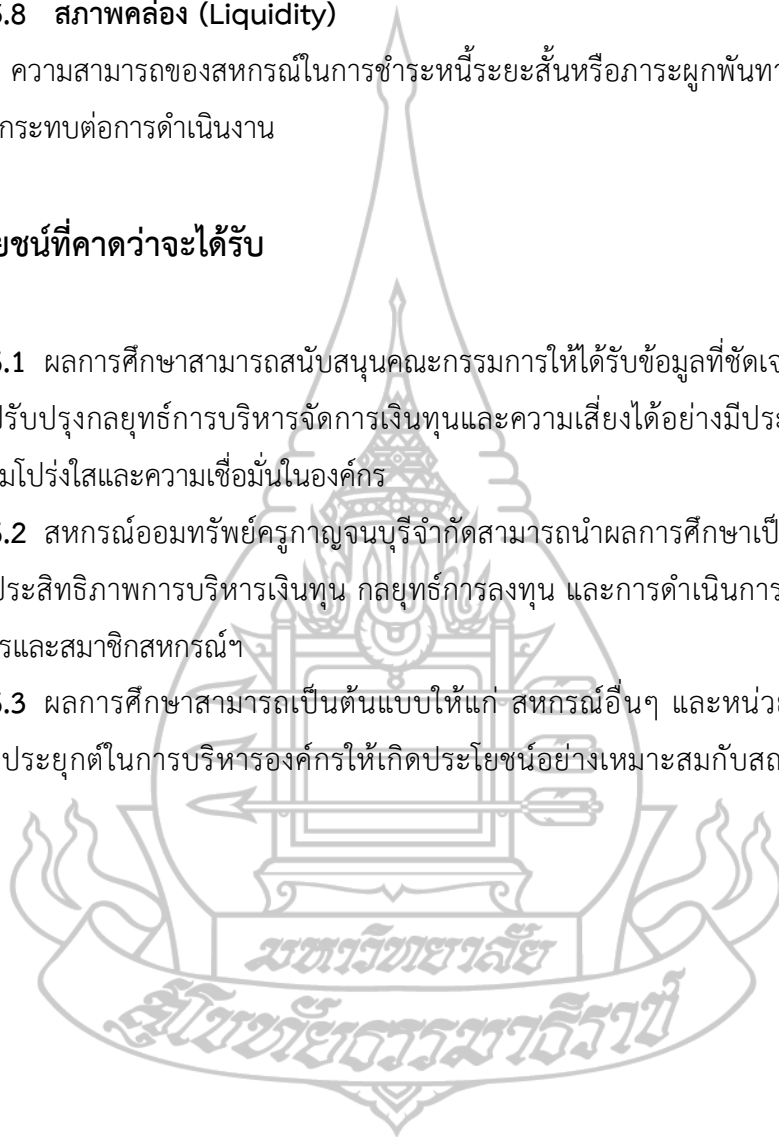 5.8 สภาพคล่อง (Liquidity)
ความสามารถของสหกรณ์ในการชำระหนี้ระยะสั้นหรือภาระผูกพันทา
กระทบต่อการดำเนินงาน
ยชน์ที่คาดว่าจะได้รับ
5.1 ผลการศึกษาสามารถสนับสนุนคณะกรรมการให้ได้รับข้อมูลที่ชัดเจ
ปรับปรุงกลยุทธ์การบริหารจัดการเงินทุนและความเสี่ยงได้อย่างมีประ
มโปร่งใสและความเชื่อมั่นในองค์กร
5.2 สหกรณ์ออมทรัพย์ครูกาญจนบุรีจำกัดสามารถนำผลการศึกษาเป็
ประสิทธิภาพการบริหารเงินทุน กลยุทธ์การลงทุน และการดำเนินการ
รและสมาชิกสหกรณ์ฯ
5.3 ผลการศึกษาสามารถเป็นต้นแบบให้แก่ สหกรณ์อื่นๆ และหน่วย
ประยุกต์ในการบริหารองค์กรให้เกิดประโยชน์อย่างเหมาะสมกับสถ
มหาวิทยาลัย
สุโขทัยธรรมาธิราช